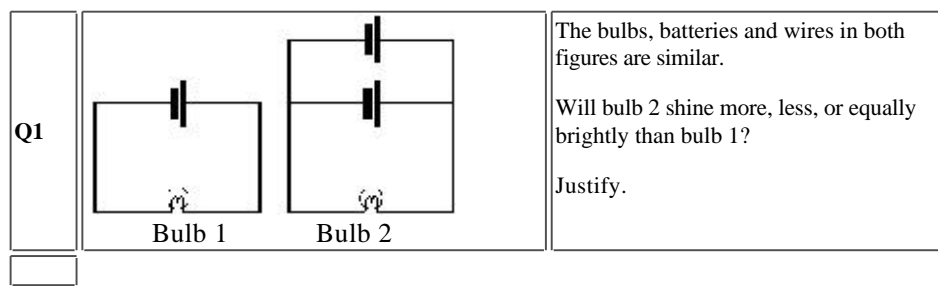 Q1
Bulb 1
Bulb 2
The bulbs, batteries and wires in both
figures are similar.
Will bulb 2 shine more, less, or equally
brightly than bulb 1?
Justify.